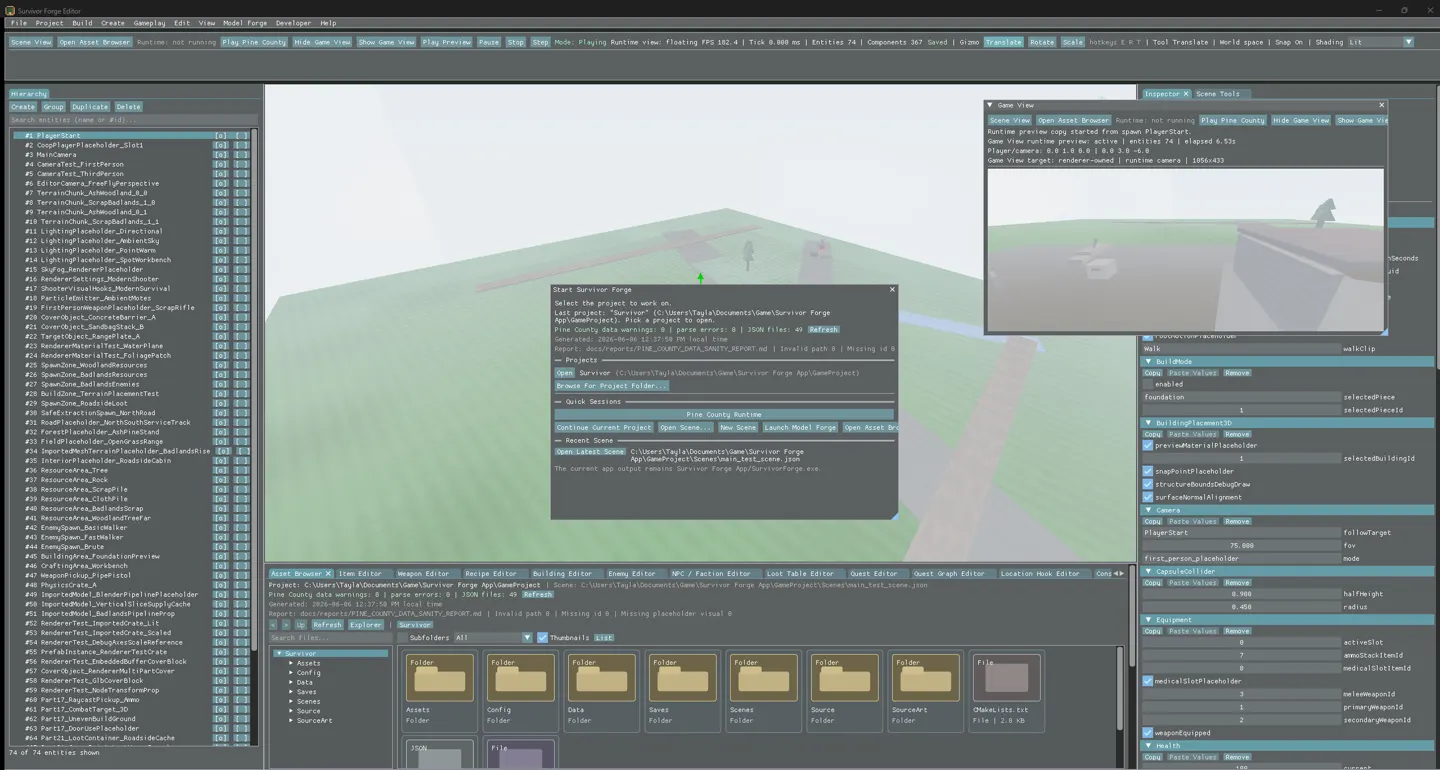 Survivor Forge Editor
File Project Build Create Gameplay Edit View Model Forge Developer Help
Scene View Open Asset Browser Runtime: not running Play Pine County Hide Game View Show Game View Play Preview Pause Stop Step Mode: Playing Runtime view: floating FPS 182.4 | Tick 0.000 ms | Entities 74 | Components 367 Saved | Gizmo Translate Rotate Scale hotkeys E R T | Tool Translate | World space | Snap On | Shading Lit
Hierarchy
Create Group Duplicate Delete
Search entities (name or #id)...
#1 PlayerStart [o] [ ]
#2 CoopPlayerPlaceholder_Slot1 [o] [ ]
#3 MainCamera [o] [ ]
#4 CameraTest_FirstPerson [o] [ ]
#5 CameraTest_ThirdPerson [o] [ ]
#6 EditorCamera_FreeFlyPerspective [o] [ ]
#7 TerrainChunk_AshWoodland_0_0 [o] [ ]
#8 TerrainChunk_ScrapBadlands_1_0 [o] [ ]
#9 TerrainChunk_AshWoodland_0_1 [o] [ ]
#10 TerrainChunk_ScrapBadlands_1_1 [o] [ ]
#11 LightingPlaceholder_Directional [o] [ ]
#12 LightingPlaceholder_AmbientSky [o] [ ]
#13 LightingPlaceholder_PointWarm [o] [ ]
#14 LightingPlaceholder_SpotWorkbench [o] [ ]
#15 SkyFog_RendererPlaceholder [o] [ ]
#16 RendererSettings_ModernShooter [o] [ ]
#17 ShooterVisualHooks_ModernSurvival [o] [ ]
#18 ParticleEmitter_AmbientMotes [o] [ ]
#19 FirstPersonWeaponPlaceholder_ScrapRifle [o] [ ]
#20 CoverObject_ConcreteBarrier_A [o] [ ]
#21 CoverObject_SandbagStack_B [o] [ ]
#22 TargetObject_RangePlate_A [o] [ ]
#23 RendererMaterialTest_WaterPlane [o] [ ]
#24 RendererMaterialTest_FoliagePatch [o] [ ]
#25 SpawnZone_WoodlandResources [o] [ ]
#26 SpawnZone_BadlandsResources [o] [ ]
#27 SpawnZone_BadlandsEnemies [o] [ ]
#28 BuildZone_TerrainPlacementTest [o] [ ]
#29 SpawnZone_RoadsideLoot [o] [ ]
#30 SafeExtractionSpawn_NorthRoad [o] [ ]
#31 RoadPlaceholder_NorthSouthServiceTrack [o] [ ]
#32 ForestPlaceholder_AshPineStand [o] [ ]
#33 FieldPlaceholder_OpenGrassRange [o] [ ]
#34 ImportedMeshTerrainPlaceholder_BadlandsRise [o] [ ]
#35 InteriorPlaceholder_RoadsideCabin [o] [ ]
#36 ResourceArea_Tree [o] [ ]
#37 ResourceArea_Rock [o] [ ]
#38 ResourceArea_ScrapPile [o] [ ]
#39 ResourceArea_ClothPile [o] [ ]
#40 ResourceArea_BadlandsScrap [o] [ ]
#41 ResourceArea_WoodlandTreeFar [o] [ ]
#42 EnemySpawn_BasicWalker [o] [ ]
#43 EnemySpawn_FastWalker [o] [ ]
#44 EnemySpawn_Brute [o] [ ]
#45 BuildingArea_FoundationPreview [o] [ ]
#46 CraftingArea_Workbench [o] [ ]
#47 WeaponPickup_PipePistol [o] [ ]
#48 PhysicsCrate_A [o] [ ]
#49 ImportedModel_BlenderPipelinePlaceholder [o] [ ]
#50 ImportedModel_VerticalSliceSupplyCache [o] [ ]
#51 ImportedModel_BadlandsPipelineProp [o] [ ]
#52 RendererTest_ImportedCrate_Lit [o] [ ]
#53 RendererTest_ImportedCrate_Scaled [o] [ ]
#54 RendererTest_DebugAxesScaleReference [o] [ ]
#55 PrefabInstance_RendererTestCrate [o] [ ]
#56 RendererTest_EmbeddedBufferCoverBlock [o] [ ]
#57 CoverObject_RendererMultiPartCover [o] [ ]
#58 RendererTest_GlbCoverBlock [o] [ ]
#59 RendererTest_NodeTransformProp [o] [ ]
#60 Part17_RaycastPickup_Ammo [o] [ ]
#61 Part17_CombatTarget_3D [o] [ ]
#62 Part17_UnevenBuildGround [o] [ ]
#63 Part17_DoorUsePlaceholder [o] [ ]
#64 Part21_LootContainer_RoadsideCache [o] [ ]
74 of 74 entities shown
Start Survivor Forge
Select the project to work on.
Last project: "Survivor" (C:\Users\Tayla\Documents\Game\Survivor Forge
App\GameProject). Pick a project to open.
Pine County data warnings: 0 | parse errors: 0 | JSON files: 49 Refresh
Generated: 2026-06-06 12:37:50 PM local time
Report: docs/reports/PINE_COUNTY_DATA_SANITY_REPORT.md | Invalid path 0 | Missing id 0
Projects
Open Survivor (C:\Users\Tayla\Documents\Game\Survivor Forge App\GameProject)
Browse For Project Folder...
Quick Sessions
Pine County Runtime
Continue Current Project Open Scene... New Scene Launch Model Forge Open Asset Bro
Recent Scene
Open Latest Scene C:\Users\Tayla\Documents\Game\Survivor Forge
App\GameProject\Scenes\main_test_scene.json
The current app output remains Survivor Forge App/SurvivorForge.exe.
Game View
Scene View Open Asset Browser Runtime: not running Play Pine County Hide Game View Show Game Vie
Runtime preview copy started from spawn PlayerStart.
Game View runtime preview: active | entities 74 | elapsed 6.53s
Player/camera: 0.0 1.0 0.0 | 0.0 3.0 -6.0
Game View target: renderer-owned | runtime camera | 1056x433
Inspector Scene Tools
Walk walkClip
BuildMode
Copy Paste Values Remove
enabled
foundation selectedPiece
1 selectedPieceId
BuildingPlacement3D
Copy Paste Values Remove
previewMaterialPlaceholder
1 selectedBuildingId
snapPointPlaceholder
structureBoundsDebugDraw
surfaceNormalAlignment
Camera
Copy Paste Values Remove
PlayerStart followTarget
75.000 fov
first_person_placeholder mode
CapsuleCollider
Copy Paste Values Remove
0.900 halfHeight
0.450 radius
Equipment
Copy Paste Values Remove
0 activeSlot
7 ammoStackItemId
8 medicalSlotItemId
medicalSlotPlaceholder
3 meleeWeaponId
1 primaryWeaponId
2 secondaryWeaponId
weaponEquipped
Health
Copy Paste Values Remove
100 current
Asset Browser Item Editor Weapon Editor Recipe Editor Building Editor Enemy Editor NPC / Faction Editor Loot Table Editor Quest Editor Quest Graph Editor Location Hook Editor Cons
Project: C:\Users\Tayla\Documents\Game\Survivor Forge App\GameProject | Scene: C:\Users\Tayla\Documents\Game\Survivor Forge App\GameProject\Scenes\main_test_scene.json
Pine County data warnings: 0 | parse errors: 0 | JSON files: 49 Refresh
Generated: 2026-06-06 12:37:50 PM local time
Report: docs/reports/PINE_COUNTY_DATA_SANITY_REPORT.md | Invalid path 0 | Missing id 0 | Missing placeholder visual 0
< > Up Refresh Explorer | Survivor
Search files... Subfolders All Thumbnails List
Survivor
Assets
Config
Data
Saves
Scenes
Source
SourceArt
Folder Folder Folder Folder Folder Folder Folder File
Assets Config Data Saves Scenes Source SourceArt CMakeLists.txt
Folder Folder Folder Folder Folder Folder Folder File | 2.8 KB
JSON File